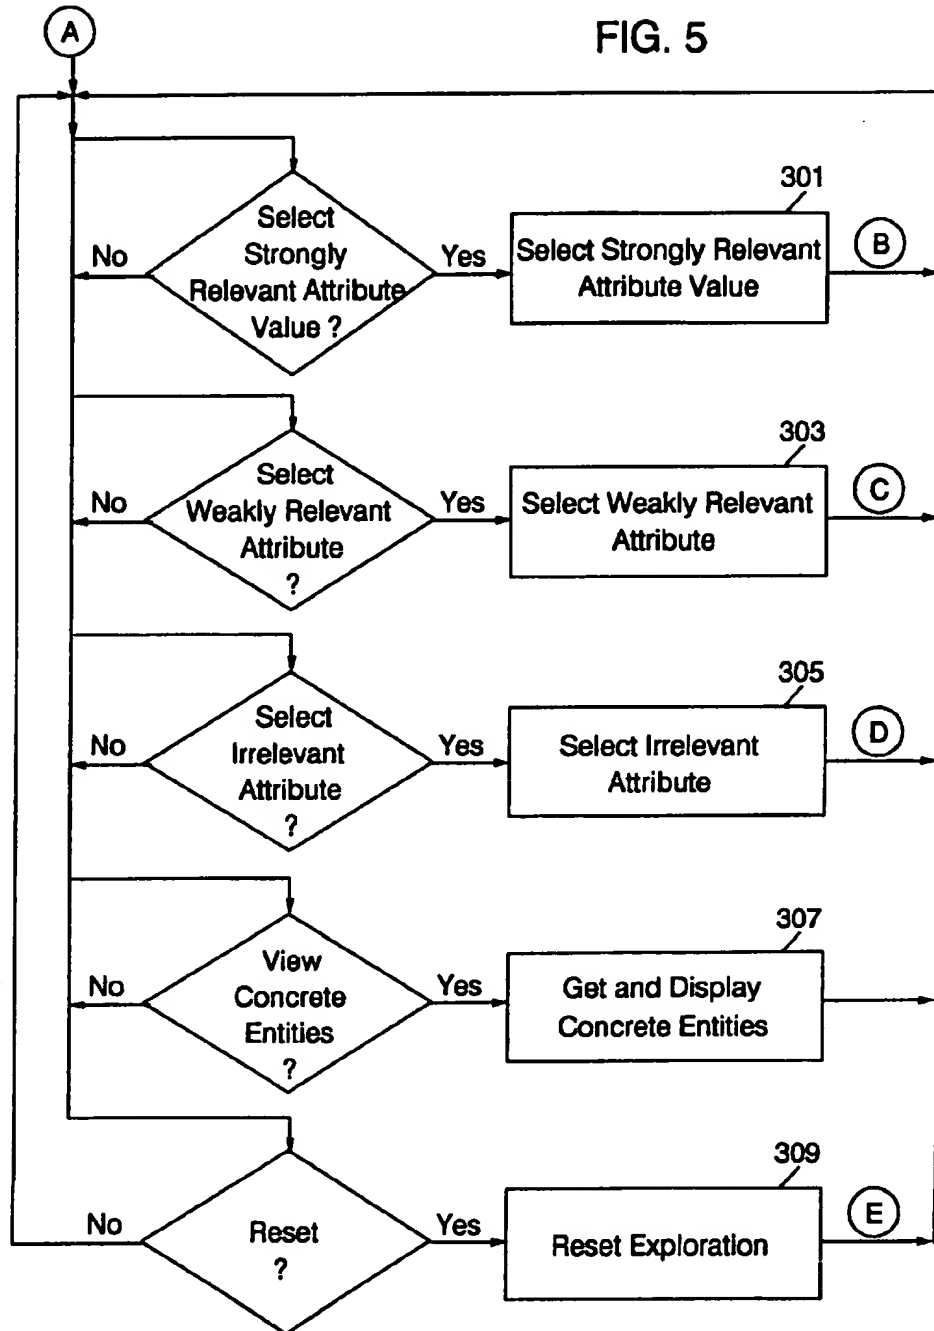 A
FIG. 5
301
Select
Strongly
Relevant Attribute
Value ?
No
Yes
Select Strongly Relevant
Attribute Value
B
303
Select
Weakly Relevant
Attribute
?
No
Yes
Select Weakly Relevant
Attribute
C
305
Select
Irrelevant
Attribute
?
No
Yes
Select Irrelevant
Attribute
D
307
View
Concrete
Entities
?
No
Yes
Get and Display
Concrete Entities
309
Reset
?
No
Yes
Reset Exploration
E